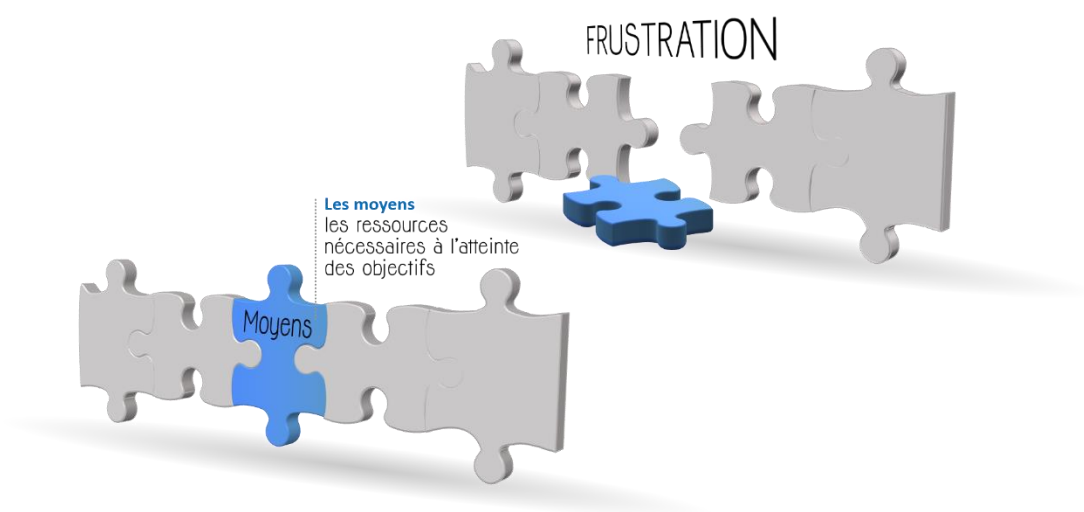 FRUSTRATION
Les moyens
les ressources
nécessaires à l'atteinte
des objectifs
Moyens